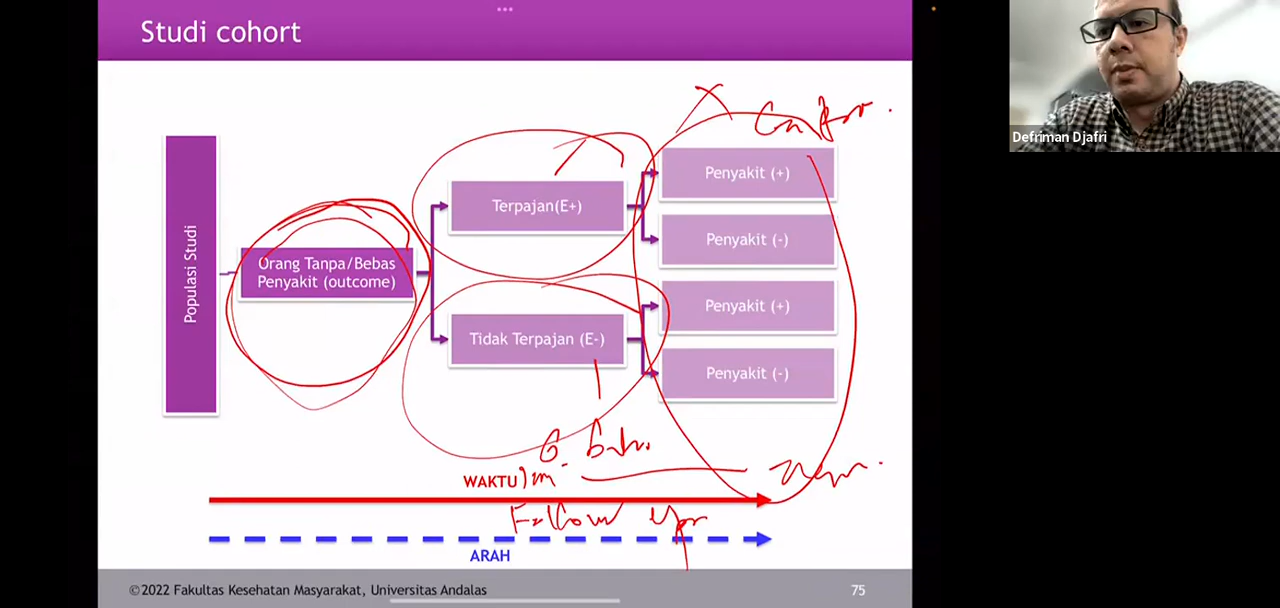 Studi cohort
Defriman Djafri
Populasi Studi
Orang Tanpa/Bebas
Penyakit (outcome)
Terpajan(E+)
Tidak Terpajan (E-)
Penyakit (+)
Penyakit (-)
Penyakit (+)
Penyakit (-)
WAKTU
Follow up
ARAH
©2022 Fakultas Kesehatan Masyarakat, Universitas Andalas
75